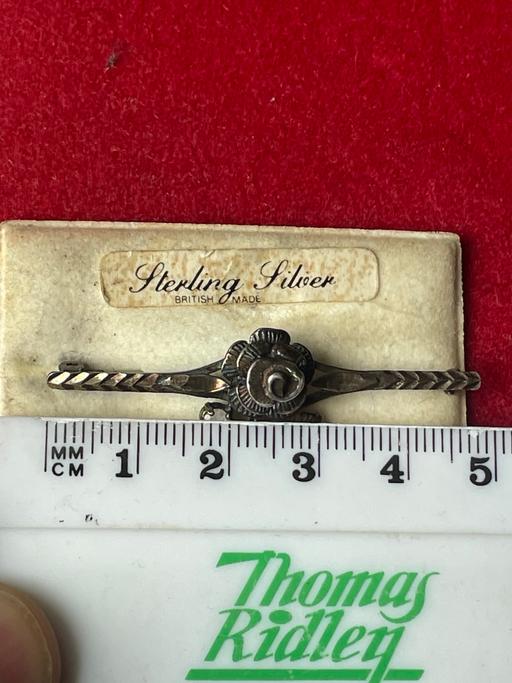 Sterling Silver
BRITISH MADE
MM
CM 1 2 3 4 5
Thomas
Ridley